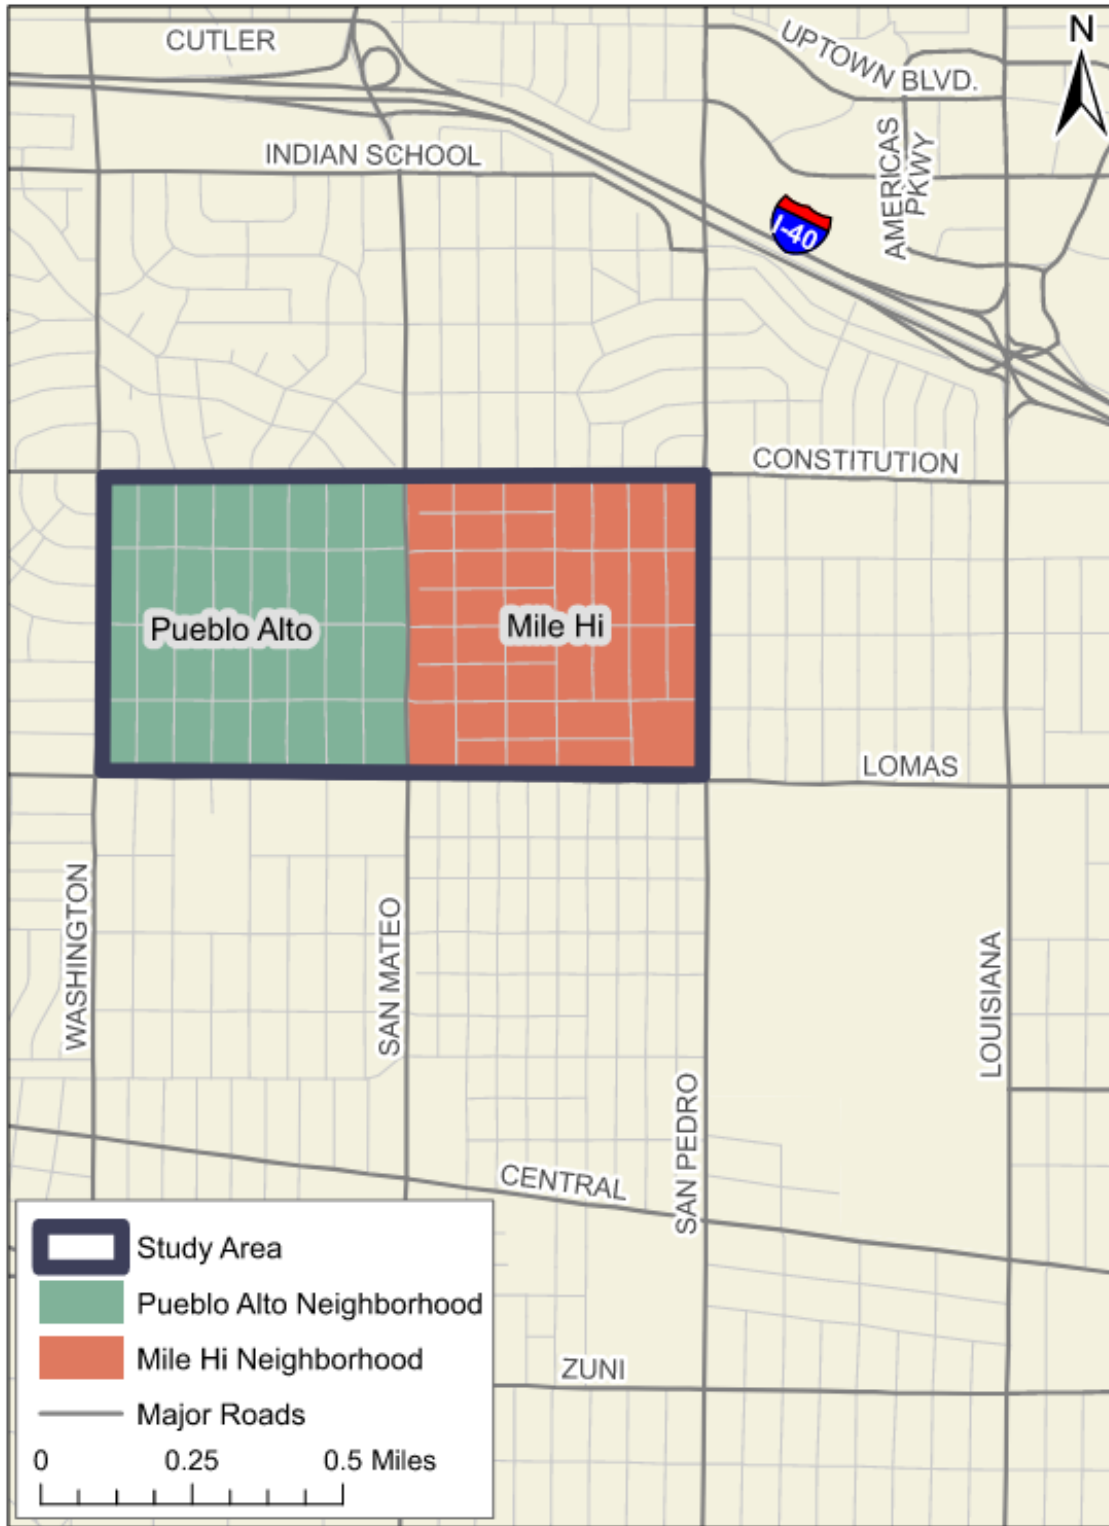 CUTLER
UPTOWN BLVD.
N
INDIAN SCHOOL
AMERICAS
PKWY
I-40
CONSTITUTION
Pueblo Alto
Mile Hi
LOMAS
WASHINGTON
SAN MATEO
LOUISIANA
SAN PEDRO
CENTRAL
Study Area
Pueblo Alto Neighborhood
Mile Hi Neighborhood
ZUNI
Major Roads
0 0.25 0.5 Miles